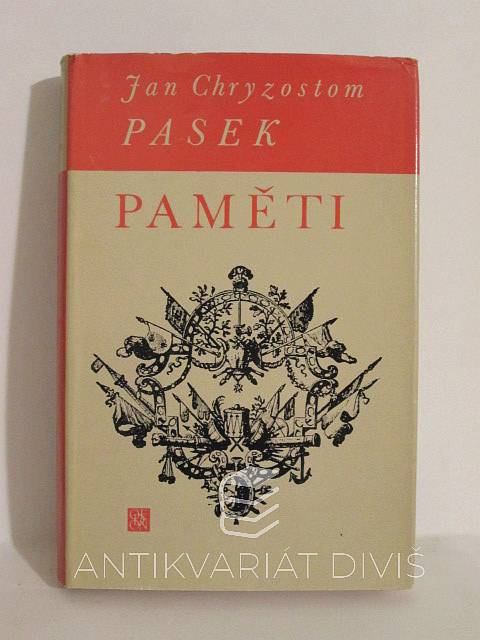 Jan Chryzostom
PASEK
PAMĚTI
ANTIKVARIÁT DIVIŠ